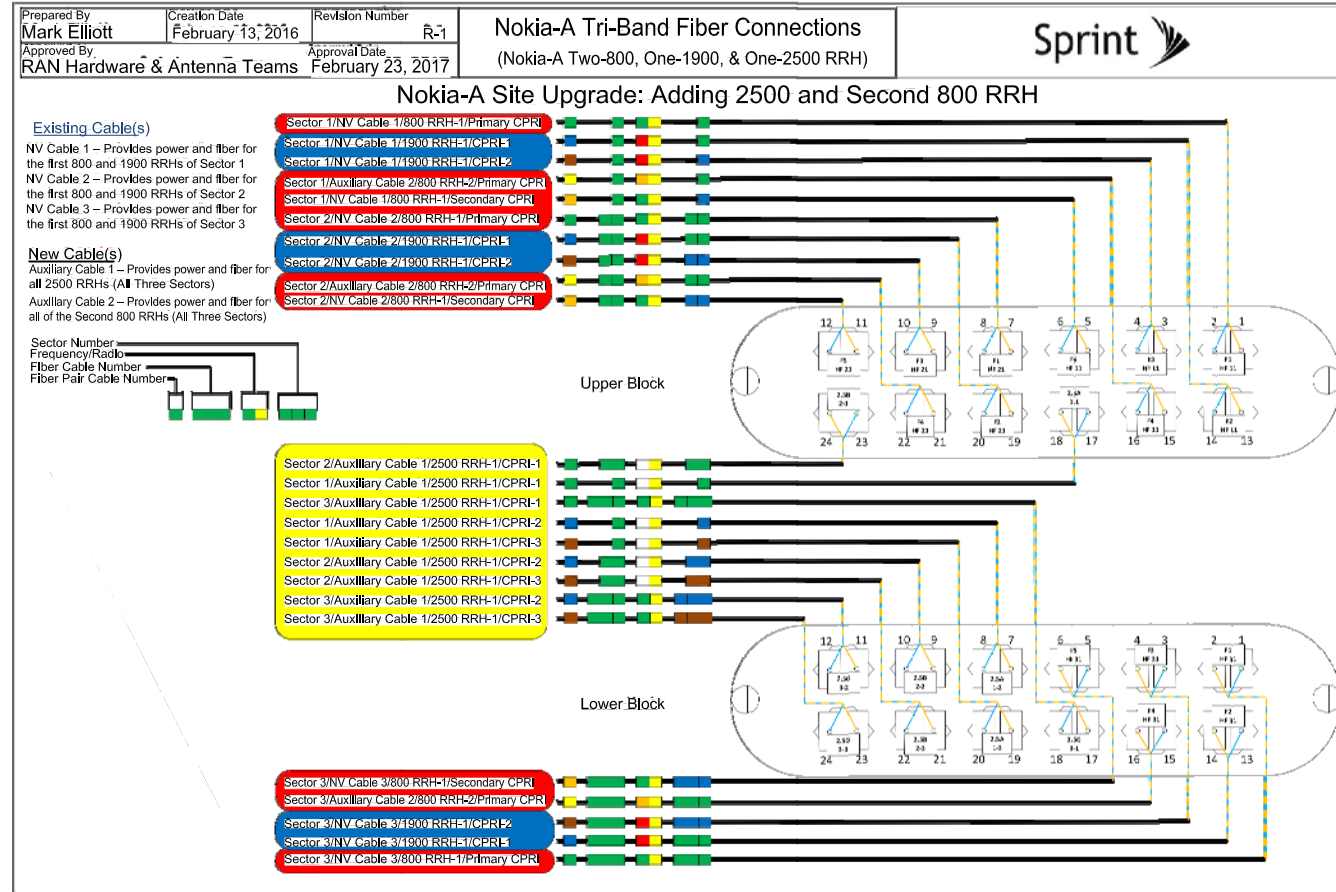 Prepared By
Mark Elliott
Creation Date
February 13, 2016
Revision Number
R-1
Approved By
RAN Hardware & Antenna Teams
Approval Date
February 23, 2017
Nokia-A Tri-Band Fiber Connections
(Nokia-A Two-800, One-1900, & One-2500 RRH)
Sprint
Nokia-A Site Upgrade: Adding 2500 and Second 800 RRH
Existing Cable(s)
NV Cable 1 – Provides power and fiber for
the first 800 and 1900 RRHs of Sector 1
NV Cable 2 – Provides power and fiber for
the first 800 and 1900 RRHs of Sector 2
NV Cable 3 – Provides power and fiber for
the first 800 and 1900 RRHs of Sector 3
New Cable(s)
Auxiliary Cable 1 – Provides power and fiber for
all 2500 RRHs (All Three Sectors)
Auxiliary Cable 2 – Provides power and fiber for
all of the Second 800 RRHs (All Three Sectors)
Sector Number
Frequency/Radio
Fiber Cable Number
Fiber Pair Cable Number
Sector 1/NV Cable 1/800 RRH-1/Primary CPRI
Sector 1/NV Cable 1/1900 RRH-1/CPRI-1
Sector 1/NV Cable 1/1900 RRH-1/CPRI-2
Sector 1/Auxiliary Cable 2/800 RRH-2/Primary CPRI
Sector 1/NV Cable 1/800 RRH-1/Secondary CPRI
Sector 2/NV Cable 2/800 RRH-1/Primary CPRI
Sector 2/NV Cable 2/1900 RRH-1/CPRI-1
Sector 2/NV Cable 2/1900 RRH-1/CPRI-2
Sector 2/Auxiliary Cable 2/800 RRH-2/Primary CPRI
Sector 2/NV Cable 2/800 RRH-1/Secondary CPRI
Upper Block
12 11 10 9 8 7 6 5 4 3 2 1
24 23 22 21 20 19 18 17 16 15 14 13
Sector 2/Auxiliary Cable 1/2500 RRH-1/CPRI-1
Sector 1/Auxiliary Cable 1/2500 RRH-1/CPRI-1
Sector 3/Auxiliary Cable 1/2500 RRH-1/CPRI-1
Sector 1/Auxiliary Cable 1/2500 RRH-1/CPRI-2
Sector 1/Auxiliary Cable 1/2500 RRH-1/CPRI-3
Sector 2/Auxiliary Cable 1/2500 RRH-1/CPRI-2
Sector 2/Auxiliary Cable 1/2500 RRH-1/CPRI-3
Sector 3/Auxiliary Cable 1/2500 RRH-1/CPRI-2
Sector 3/Auxiliary Cable 1/2500 RRH-1/CPRI-3
Lower Block
12 11 10 9 8 7 6 5 4 3 2 1
24 23 22 21 20 19 18 17 16 15 14 13
Sector 3/NV Cable 3/800 RRH-1/Secondary CPRI
Sector 3/Auxiliary Cable 2/800 RRH-2/Primary CPRI
Sector 3/NV Cable 3/1900 RRH-1/CPRI-2
Sector 3/NV Cable 3/1900 RRH-1/CPRI-1
Sector 3/NV Cable 3/800 RRH-1/Primary CPRI